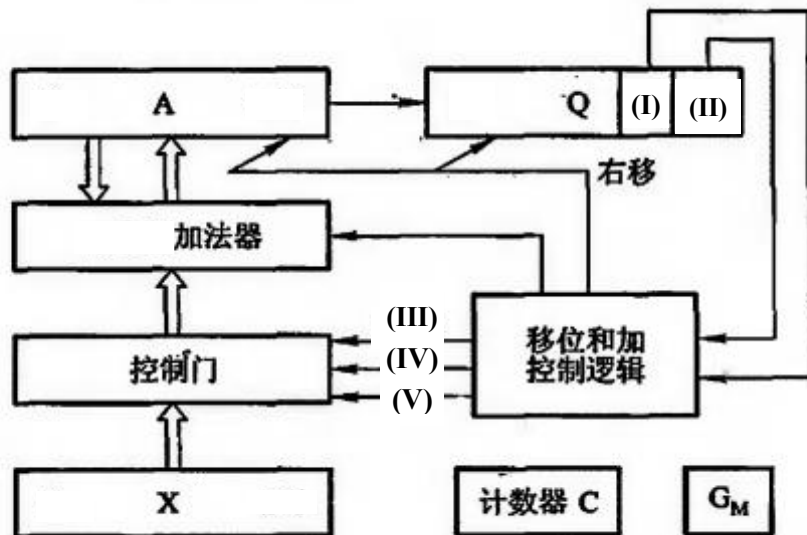 A
Q
(I)
(II)
右移
加法器
(III)
(IV)
(V)
控制门
移位和加
控制逻辑
X
计数器 C
G_M